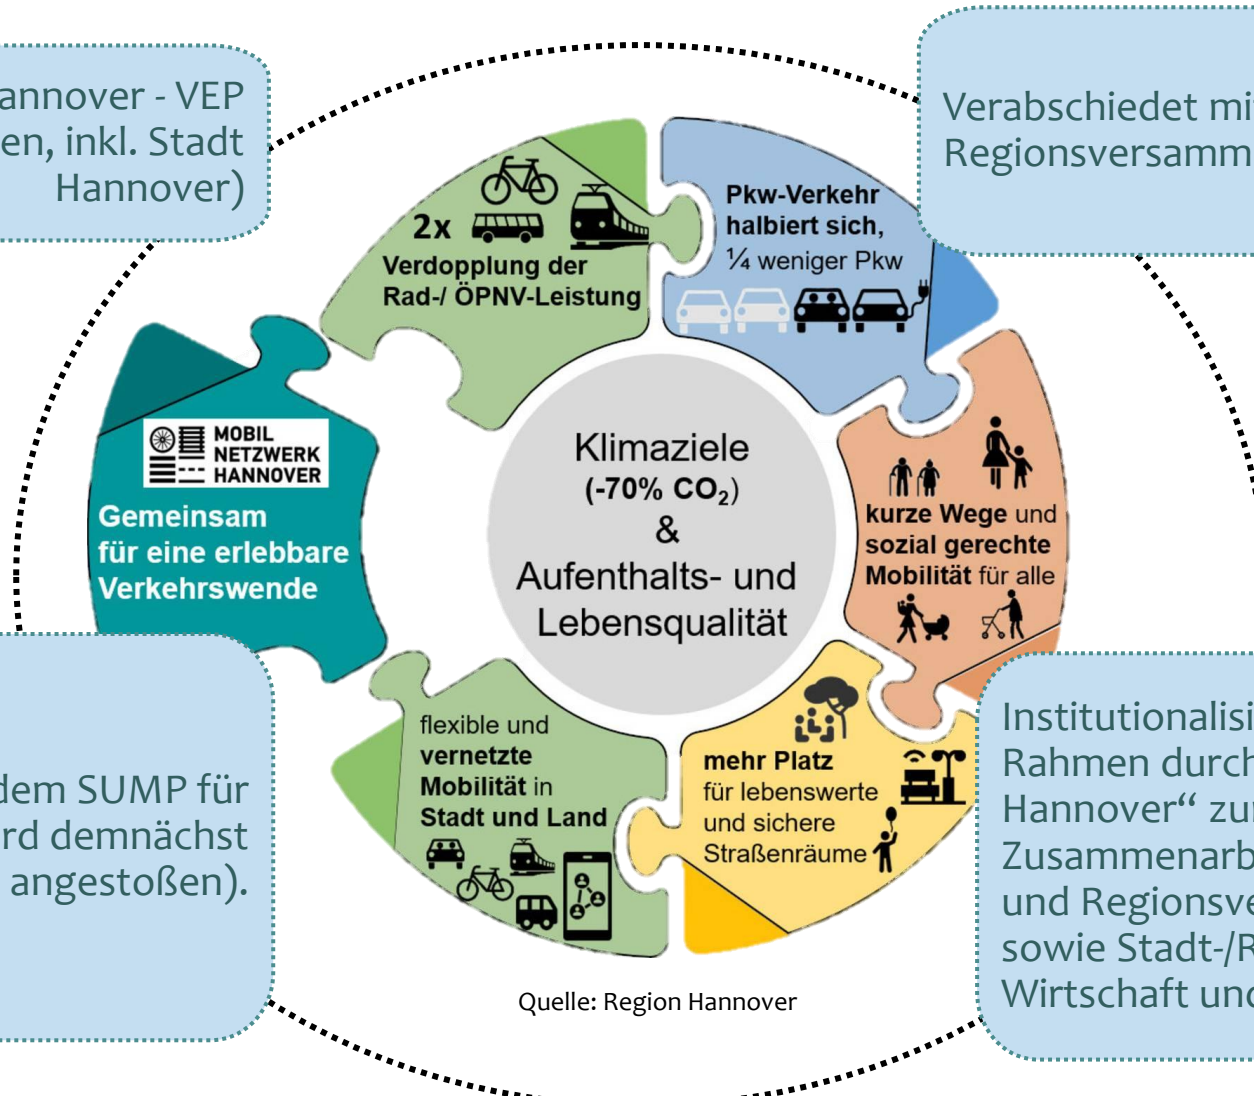 annover - VEP
en, inkl. Stadt
Hannover)
Verabschiedet mi
Regionsversamm
2x
Verdopplung der
Rad-/ ÖPNV-Leistung
Pkw-Verkehr
halbiert sich,
¼ weniger Pkw
MOBIL
NETZWERK
HANNOVER
Gemeinsam
für eine erlebbare
Verkehrswende
Klimaziele
(-70% CO₂)
&
Aufenthalts- und
Lebensqualität
kurze Wege und
sozial gerechte
Mobilität für alle
flexible und
vernetzte
Mobilität in
Stadt und Land
mehr Platz
für lebenswerte
und sichere
Straßenräume
dem SUMP für
rd demnächst
angestoßen).
Institutionalisi
Rahmen durch
Hannover“ zu
Zusammenarb
und Regionsve
sowie Stadt-/R
Wirtschaft und
Quelle: Region Hannover